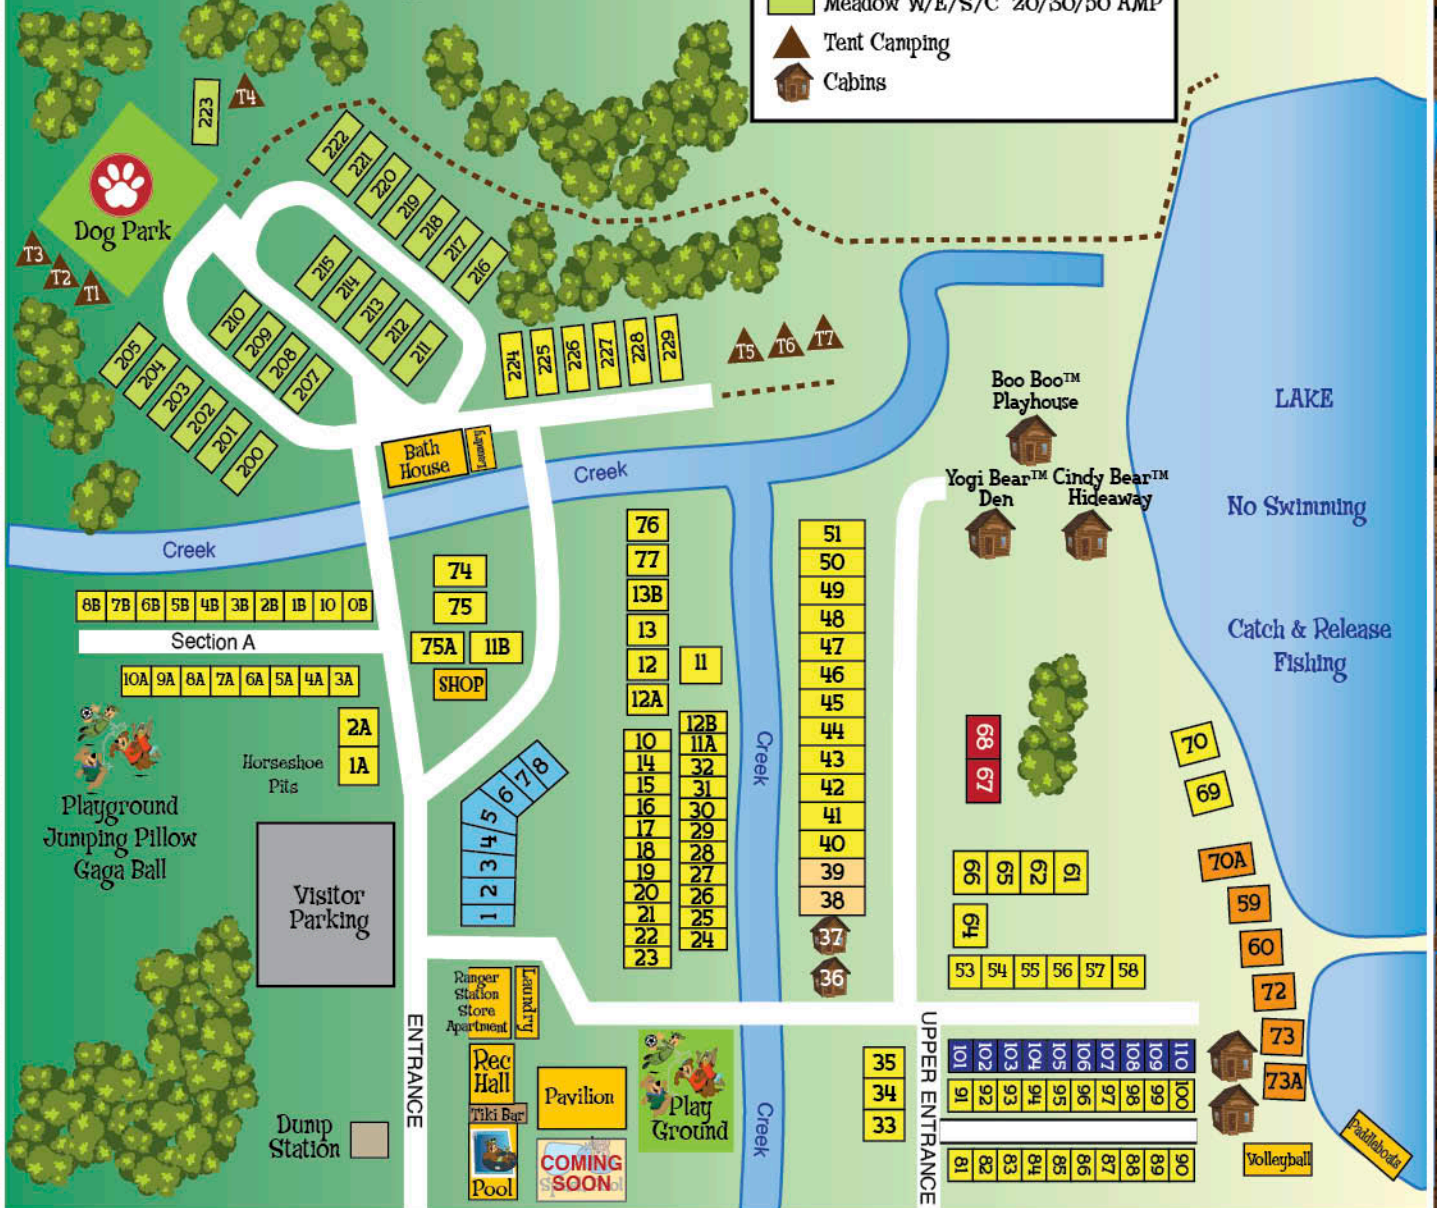 Meadow W/E/S/C 20/30/50 AMP
Tent Camping
Cabins
223
T4
Dog Park
T3
T2
T1
222
221
220
219
218
217
216
215
214
213
212
211
210
209
208
207
205
204
203
202
201
200
224
225
226
227
228
229
T5
T6
T7
Bath
House
Laundry
Creek
Creek
Boo Boo™
Playhouse
Yogi Bear™
Den
Cindy Bear™
Hideaway
LAKE
No Swimming
Catch & Release
Fishing
8B 7B 6B 5B 4B 3B 2B 1B 10 0B
Section A
10A 9A 8A 7A 6A 5A 4A 3A
2A
1A
Horseshoe
Pits
Playground
Jumping Pillow
Gaga Ball
Visitor
Parking
74
75
75A 11B
SHOP
76
77
13B
13
12
12A
11
10
14
15
16
17
18
19
20
21
22
23
12B
11A
32
31
30
29
28
27
26
25
24
1
2
3
4
5
6
7
8
Creek
51
50
49
48
47
46
45
44
43
42
41
40
39
38
37
36
68
67
70
69
66 65 62 61
64
53 54 55 56 57 58
70A
59
60
72
73
73A
Ranger
Station
Store
Apartment
Laundry
Rec
Hall
Tiki Bar
Pool
Pavilion
COMING
SOON
Play
Ground
Creek
ENTRANCE
Dump
Station
35
34
33
UPPER ENTRANCE
101 102 103 104 105 106 107 108 109 110
91 92 93 94 95 96 97 98 99 100
81 82 83 84 85 86 87 88 89 90
Volleyball
Paddleboats